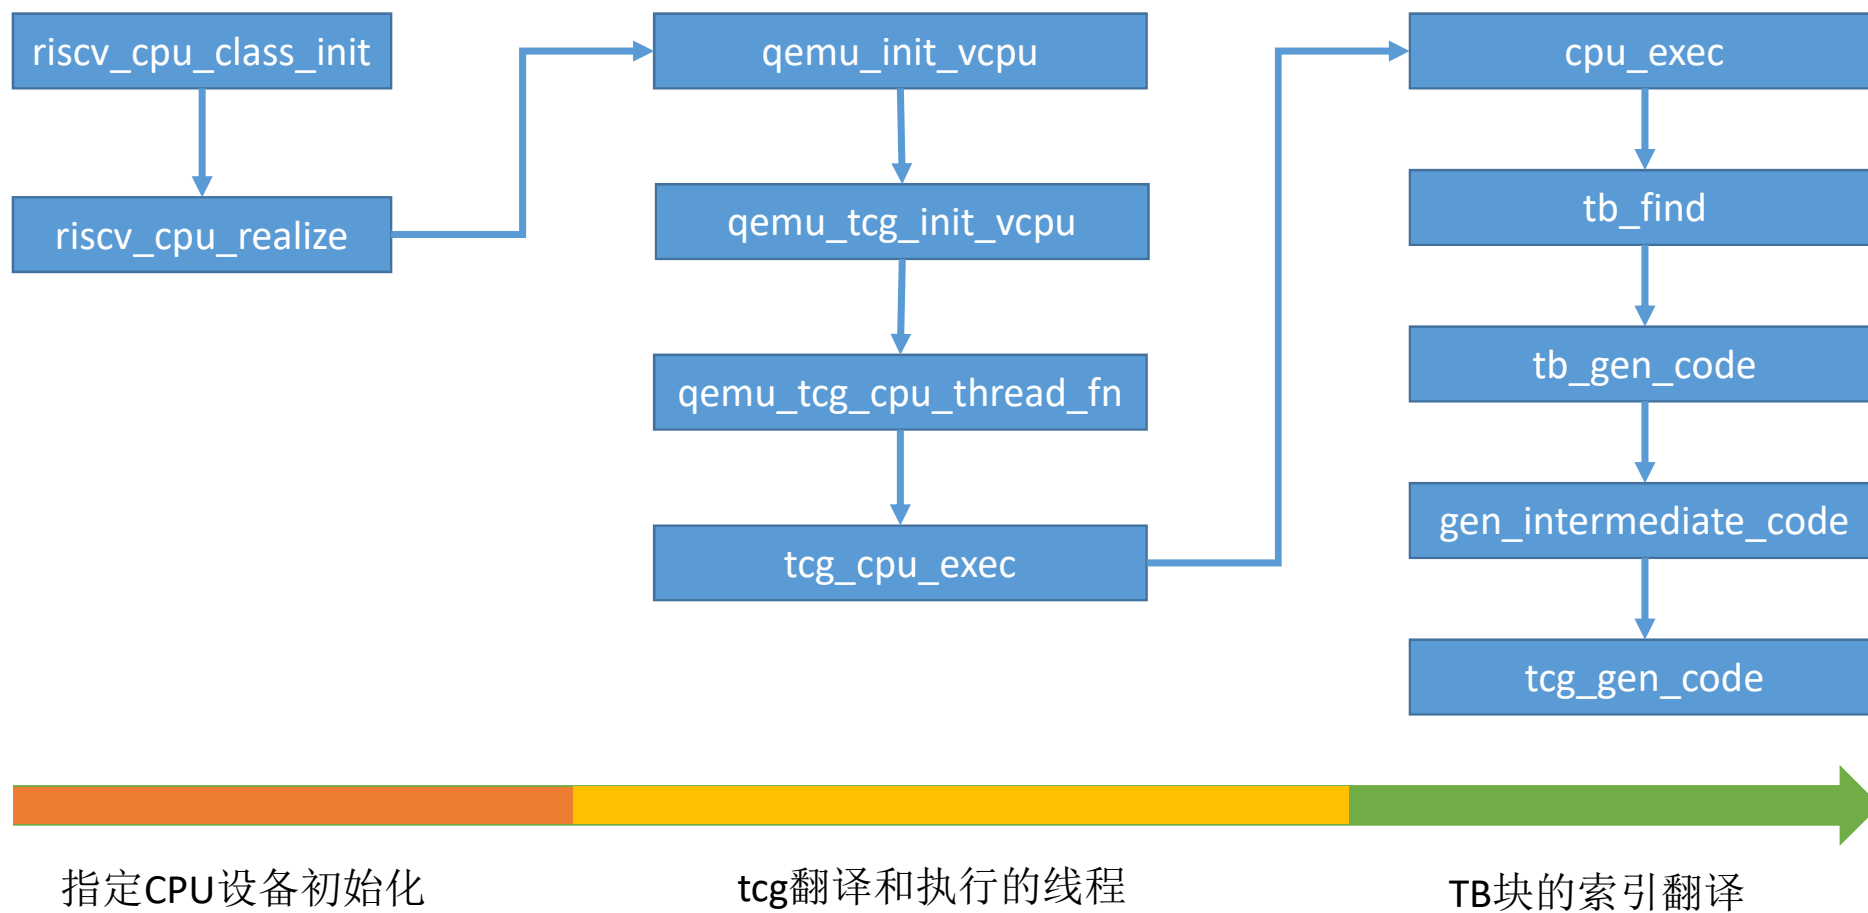 riscv_cpu_class_init
riscv_cpu_realize
qemu_init_vcpu
qemu_tcg_init_vcpu
qemu_tcg_cpu_thread_fn
tcg_cpu_exec
cpu_exec
tb_find
tb_gen_code
gen_intermediate_code
tcg_gen_code
指定CPU设备初始化
tcg翻译和执行的线程
TB块的索引翻译